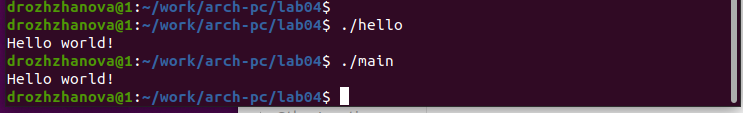 drozhzhanova@1:~/work/arch-pc/lab04$
drozhzhanova@1:~/work/arch-pc/lab04$ ./hello
Hello world!
drozhzhanova@1:~/work/arch-pc/lab04$ ./main
Hello world!
drozhzhanova@1:~/work/arch-pc/lab04$